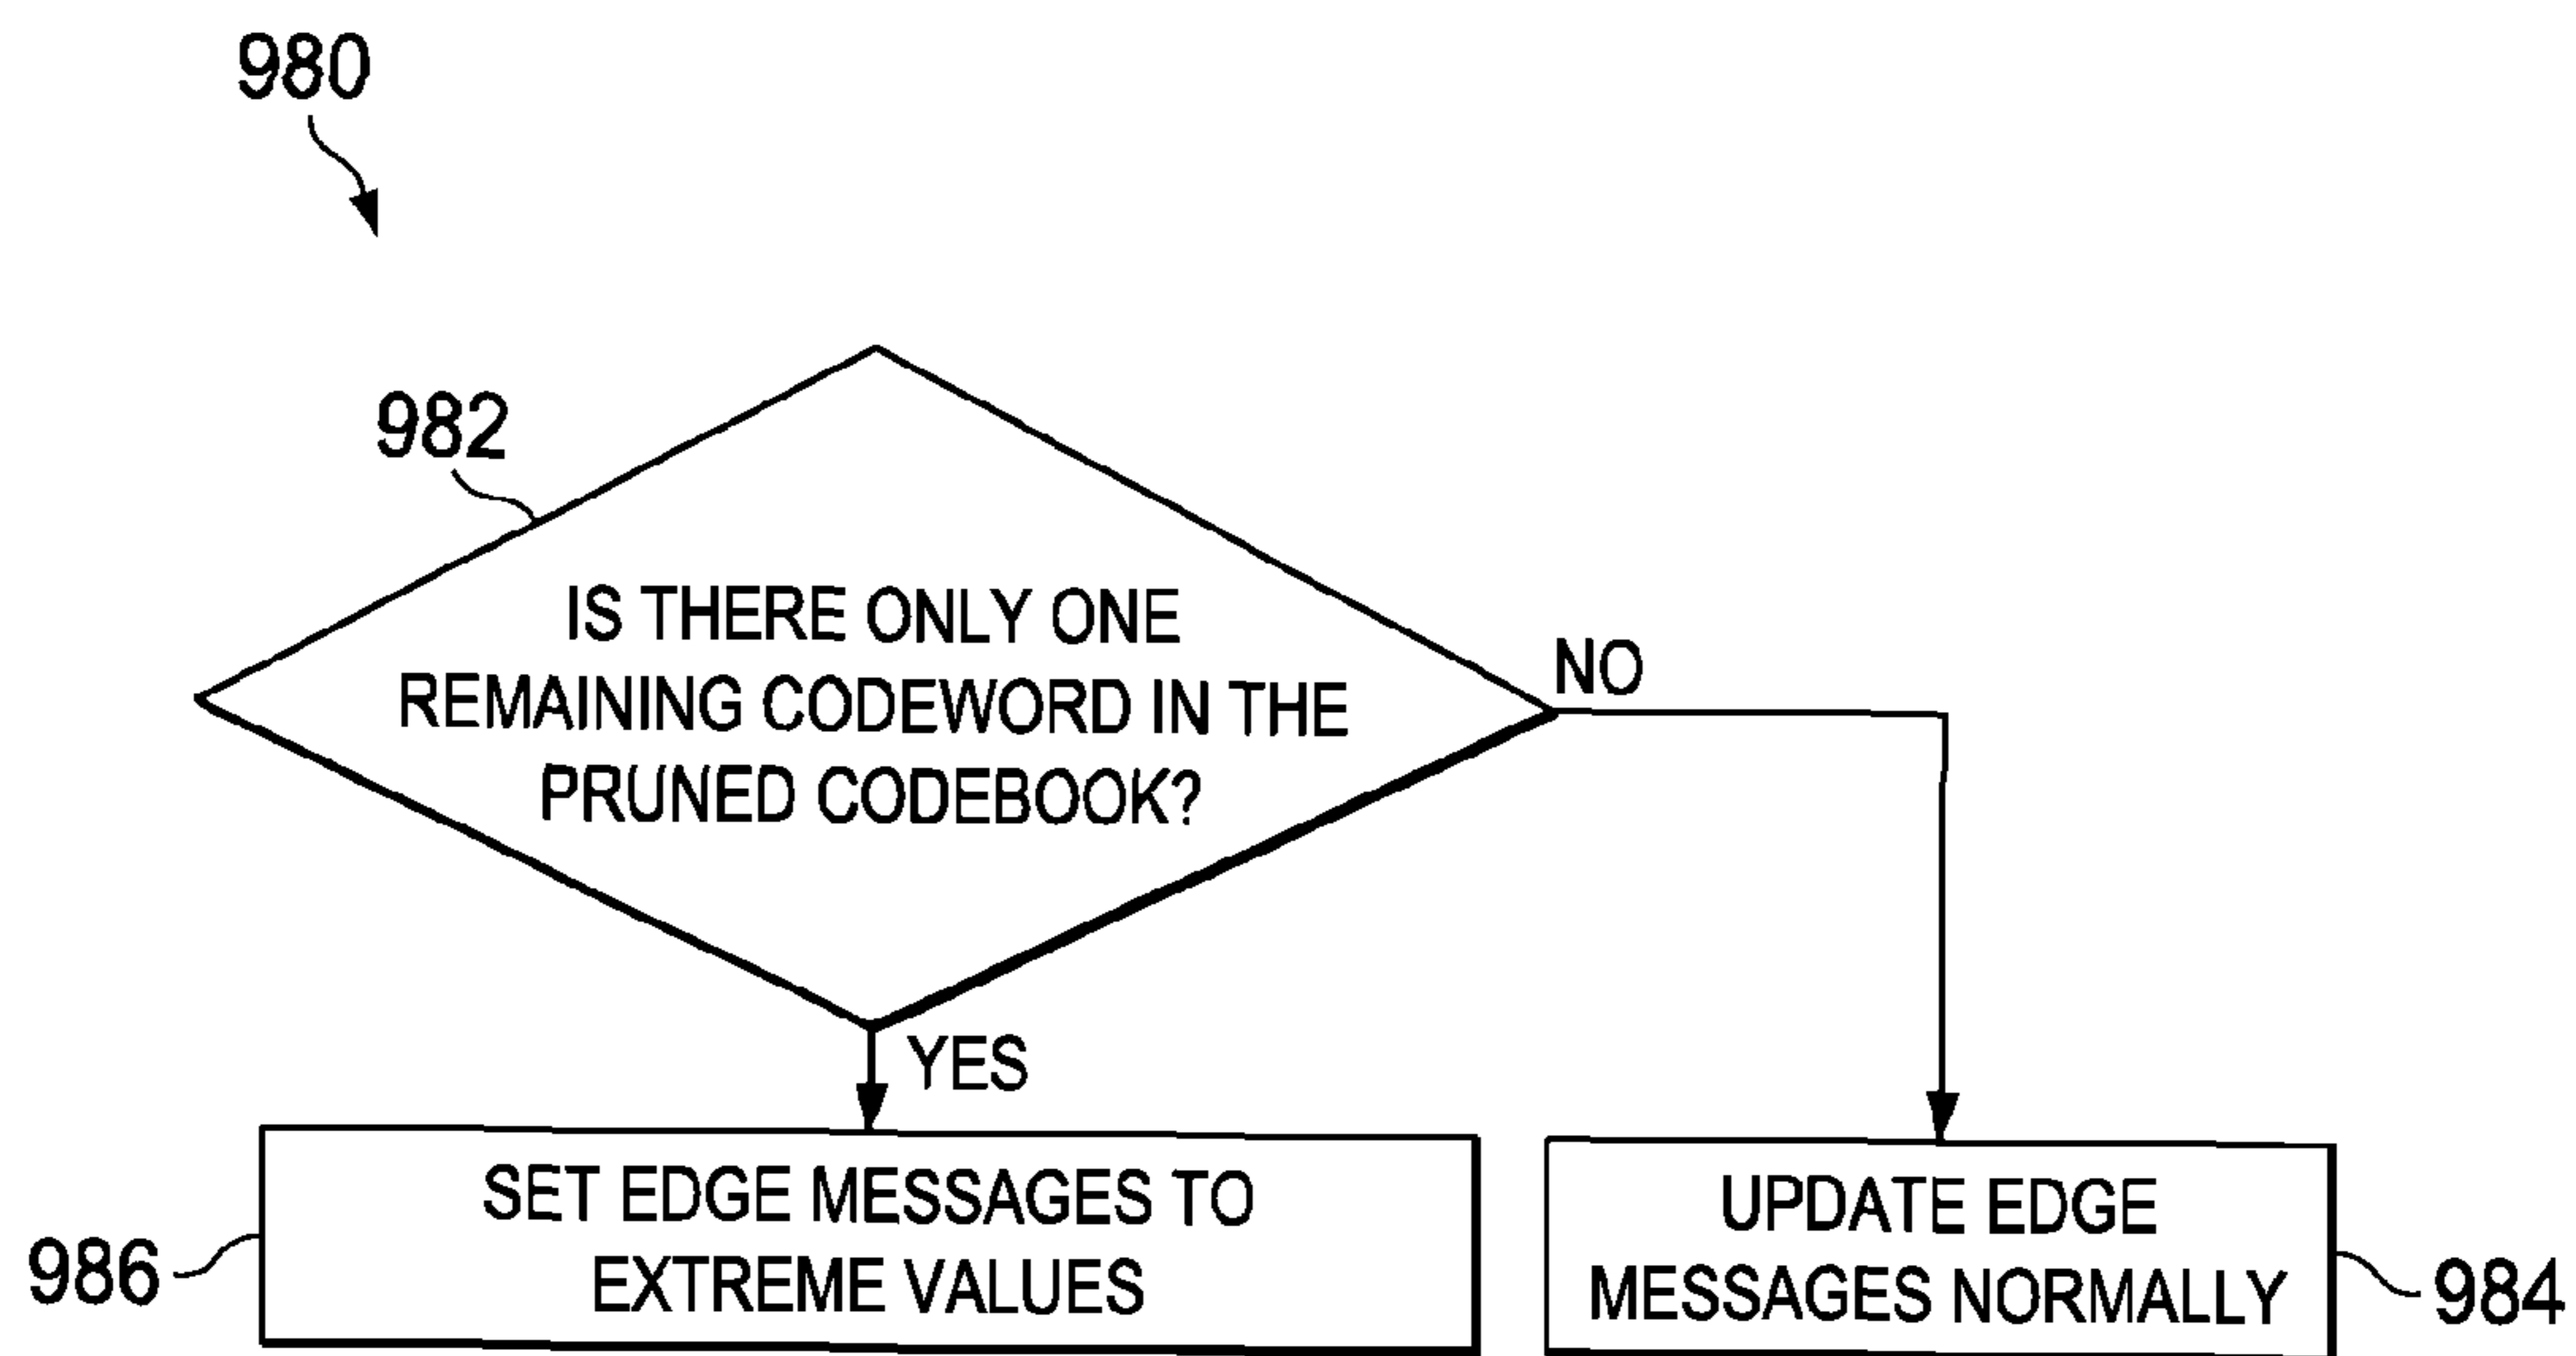 980
982
IS THERE ONLY ONE
REMAINING CODEWORD IN THE
PRUNED CODEBOOK?
NO
YES
SET EDGE MESSAGES TO
EXTREME VALUES
986
UPDATE EDGE
MESSAGES NORMALLY
984